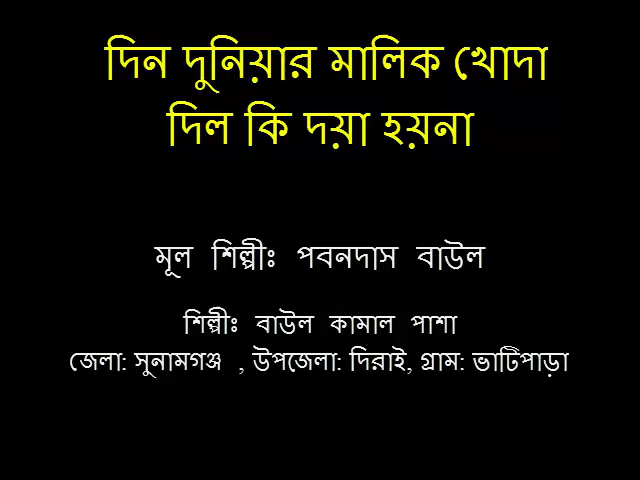 দিন দুনিয়ার মালিক খোদা
দিল কি দয়া হয়না
মূল শিল্পীঃ পবনদাস বাউল
শিল্পীঃ বাউল কামাল পাশা
জেলা: সুনামগঞ্জ , উপজেলা: দিরাই, গ্রাম: ভাটিপাড়া